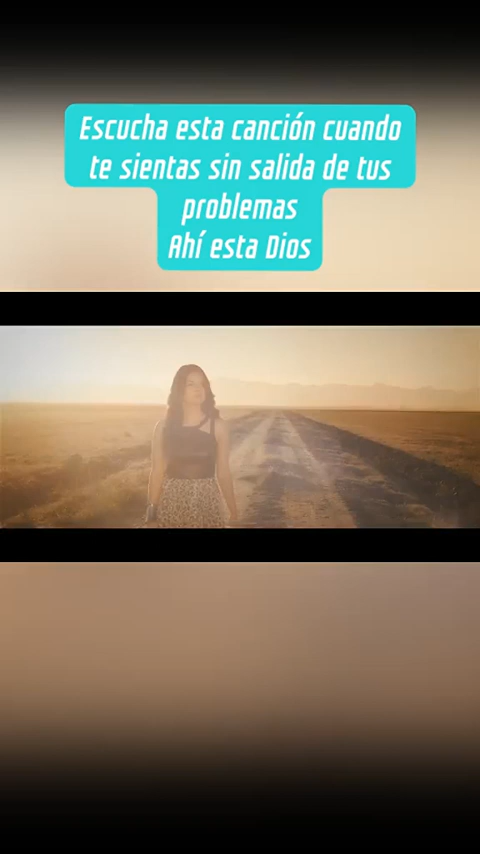 Escucha esta canción cuando
te sientas sin salida de tus
problemas
Ahí esta Dios